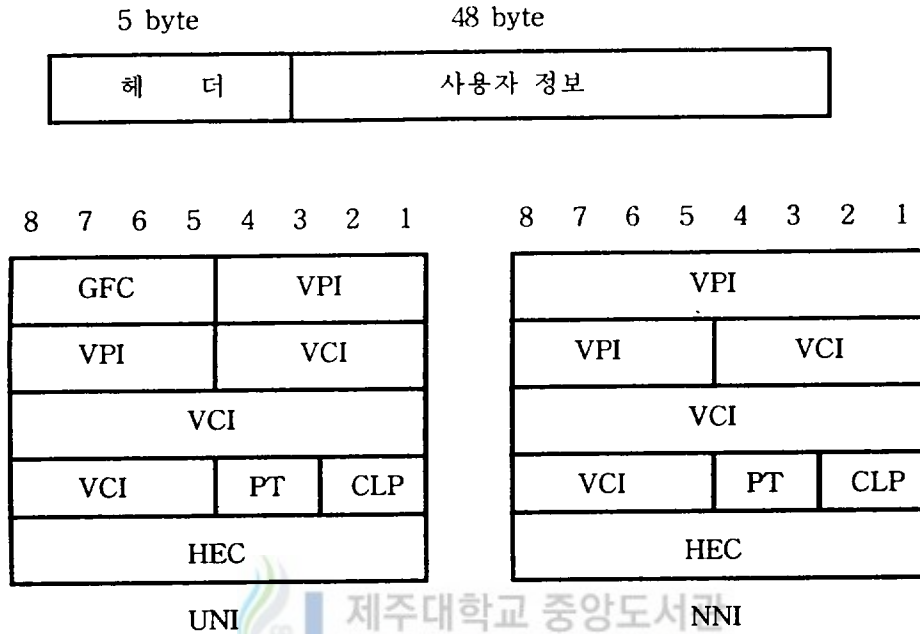 5 byte 48 byte
헤 더 사용자 정보
8 7 6 5 4 3 2 1
GFC VPI
VPI VCI
VCI
VCI PT CLP
HEC
UNI
8 7 6 5 4 3 2 1
VPI
VPI VCI
VCI
VCI PT CLP
HEC
NNI
제주대학교 중앙도서관